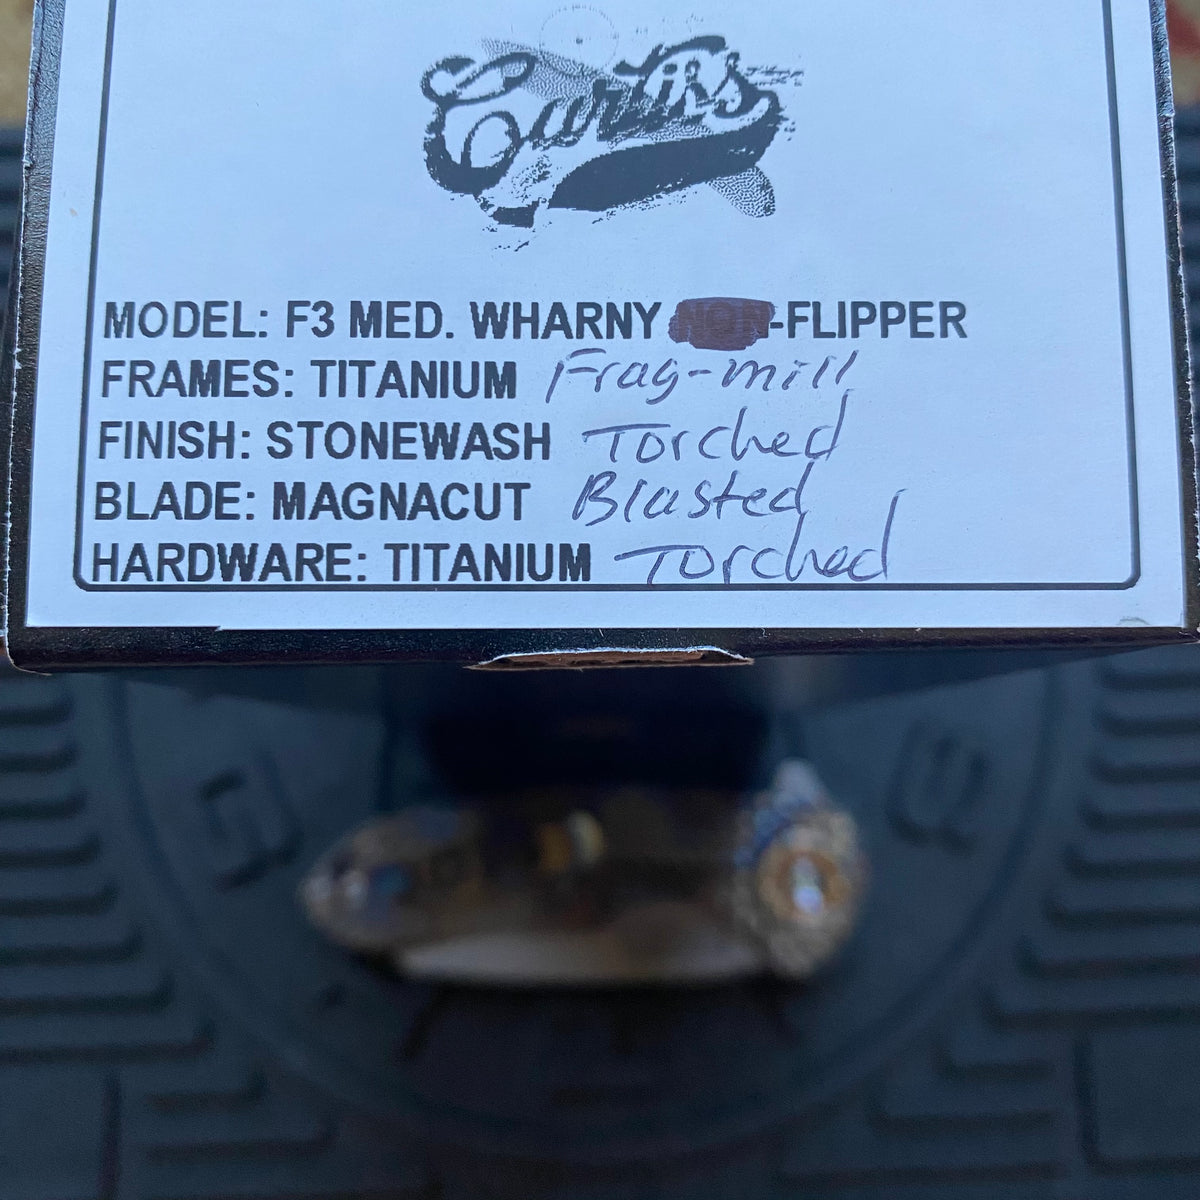 Curtiss
MODEL: F3 MED. WHARNY NON-FLIPPER
FRAMES: TITANIUM Frag-mill
FINISH: STONEWASH Torched
BLADE: MAGNACUT Blasted
HARDWARE: TITANIUM Torched